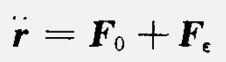 r̈ = F₀ + F_ε